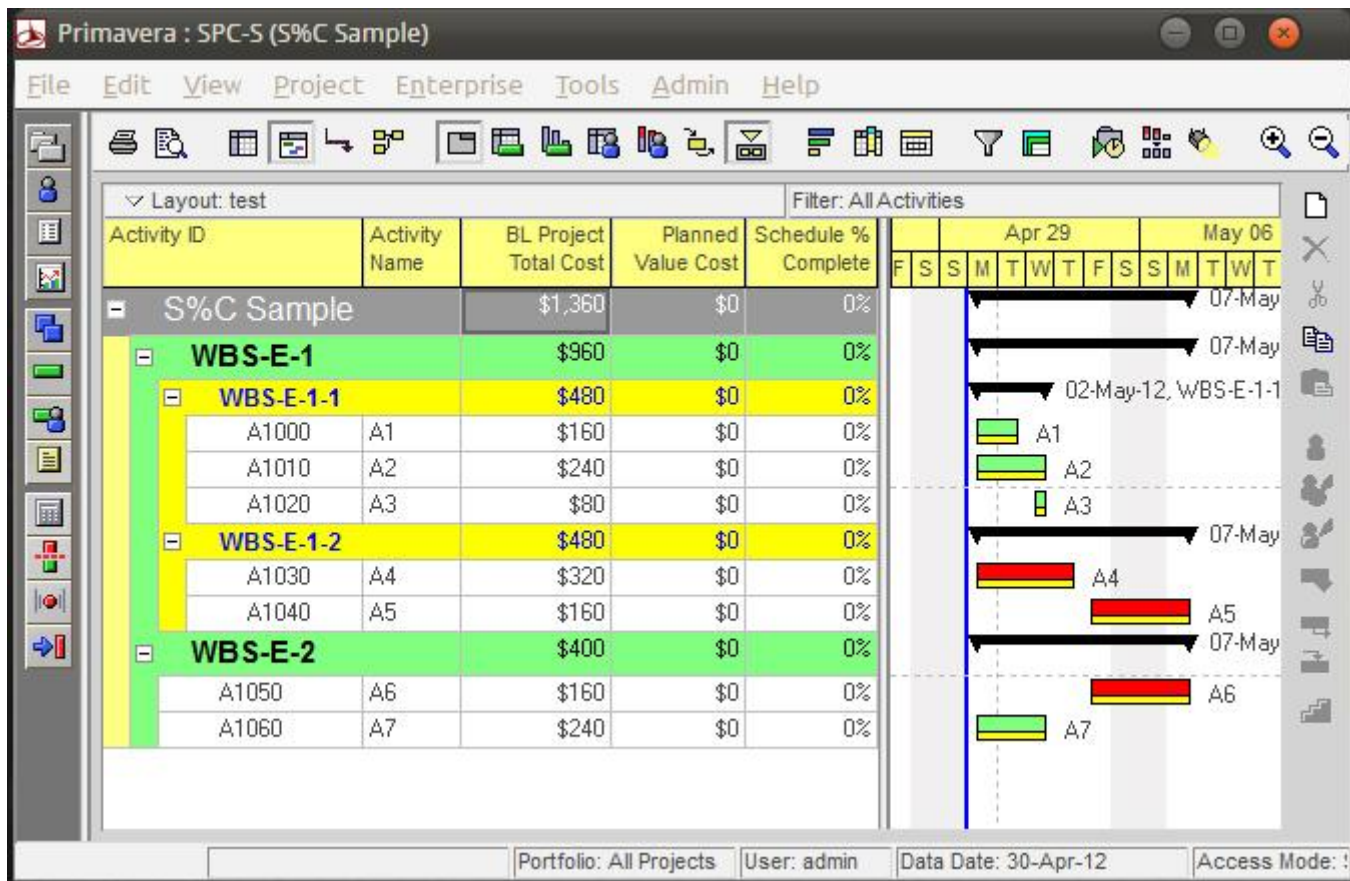 Primavera : SPC-S (S%C Sample)
File Edit View Project Enterprise Tools Admin Help
Layout: test Filter: All Activities
Activity ID Activity Name BL Project Total Cost Planned Value Cost Schedule % Complete Apr 29 May 06
F S S M T W T F S S M T W T
S%C Sample $1,360 $0 0% 07-May
WBS-E-1 $960 $0 0% 07-May
WBS-E-1-1 $480 $0 0% 02-May-12, WBS-E-1-1
A1000 A1 $160 $0 0% A1
A1010 A2 $240 $0 0% A2
A1020 A3 $80 $0 0% A3
WBS-E-1-2 $480 $0 0% 07-May
A1030 A4 $320 $0 0% A4
A1040 A5 $160 $0 0% A5
WBS-E-2 $400 $0 0% 07-May
A1050 A6 $160 $0 0% A6
A1060 A7 $240 $0 0% A7
Portfolio: All Projects User: admin Data Date: 30-Apr-12 Access Mode: